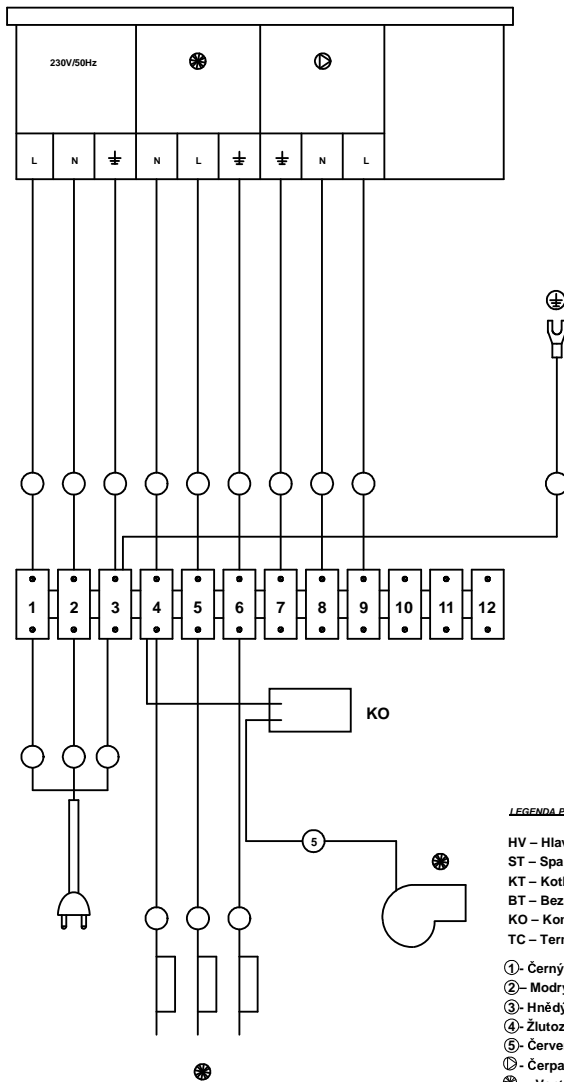 230V/50Hz
L N N L N L
1 2 3 4 5 6 7 8 9 10 11 12
KO
5
LEGENDA
HV – Hlav
ST – Spa
KT – Kotl
BT – Bez
KO – Kon
TC – Term
①- Černý
②– Modrý
③- Hnědý
④- Žlutoz
⑤- Červe
- Čerpa